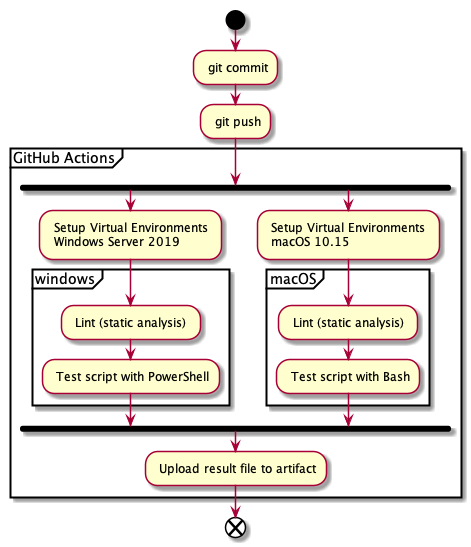 git commit
git push
GitHub Actions
Setup Virtual Environments
Windows Server 2019
Setup Virtual Environments
macOS 10.15
windows
macOS
Lint (static analysis)
Lint (static analysis)
Test script with PowerShell
Test script with Bash
Upload result file to artifact